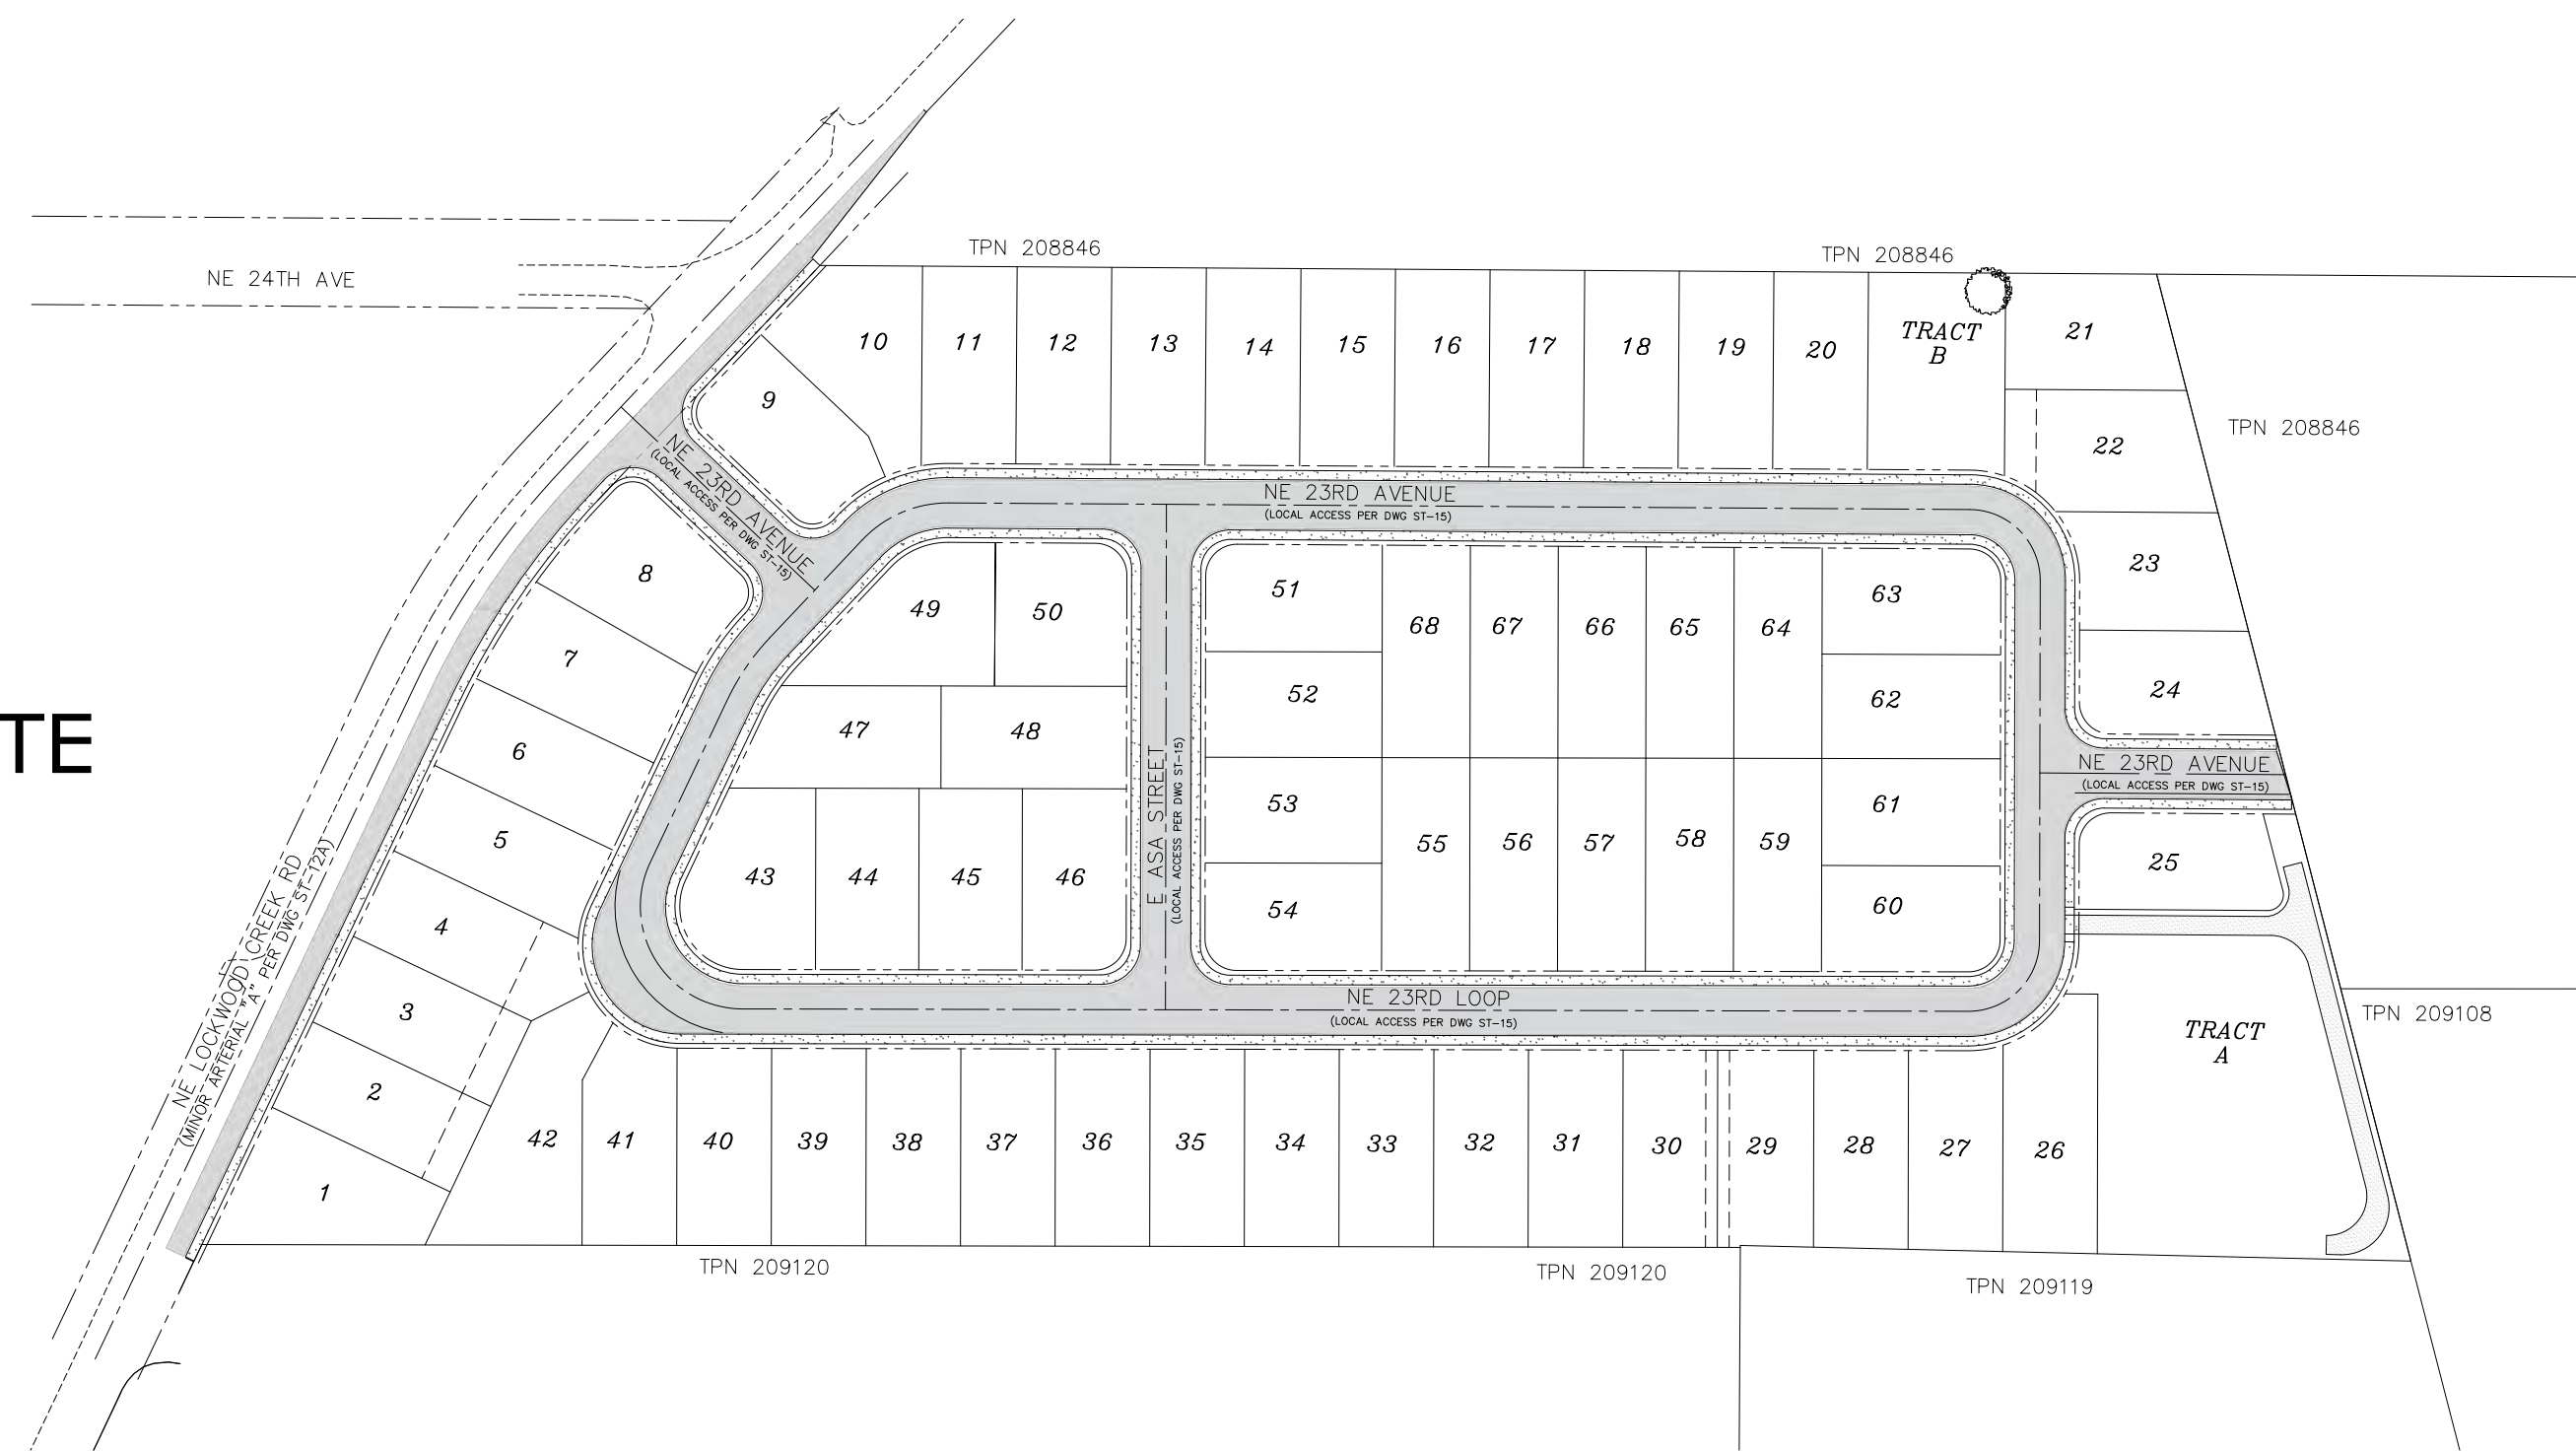 TPN 208846
TPN 208846
NE 24TH AVE
10
11
12
13
14
15
16
17
18
19
20
TRACT
B
21
9
22
TPN 208846
NE 23RD AVENUE
(LOCAL ACCESS PER DWG ST-15)
NE 23RD AVENUE
(LOCAL ACCESS PER DWG ST-15)
8
49
50
51
68
67
66
65
64
63
23
7
47
48
52
62
24
TE
6
NE 23RD AVENUE
(LOCAL ACCESS PER DWG ST-15)
E ASA STREET
(LOCAL ACCESS PER DWG ST-15)
5
43
44
45
46
53
55
56
57
58
59
61
25
54
60
4
NE LOCKWOOD CREEK RD
(MINOR ARTERIAL "A" PER DWG ST-12A)
3
NE 23RD LOOP
(LOCAL ACCESS PER DWG ST-15)
TRACT
A
TPN 209108
2
42
41
40
39
38
37
36
35
34
33
32
31
30
29
28
27
26
1
TPN 209120
TPN 209120
TPN 209119